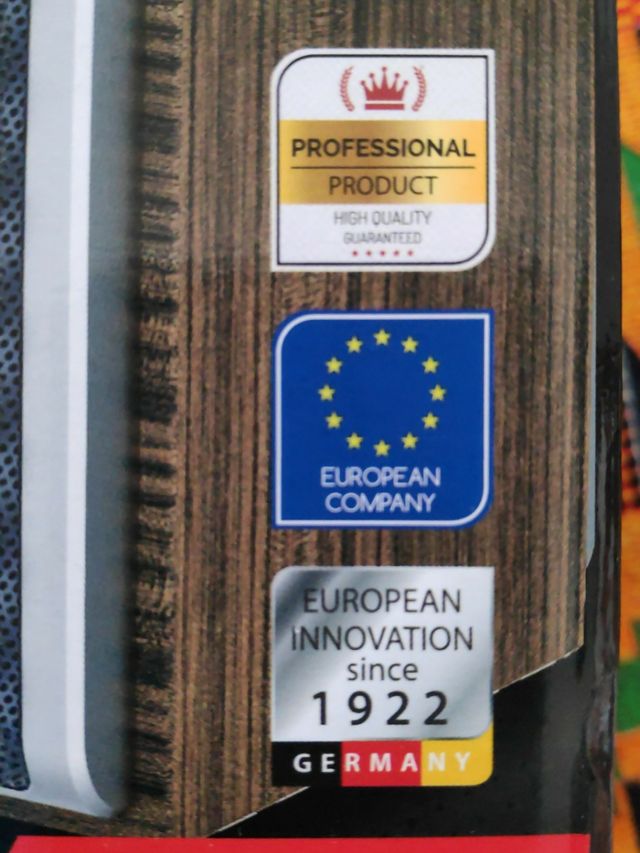 PROFESSIONAL
PRODUCT
HIGH QUALITY
GUARANTEED
EUROPEAN
COMPANY
EUROPEAN
INNOVATION
since
1922
GERMANY